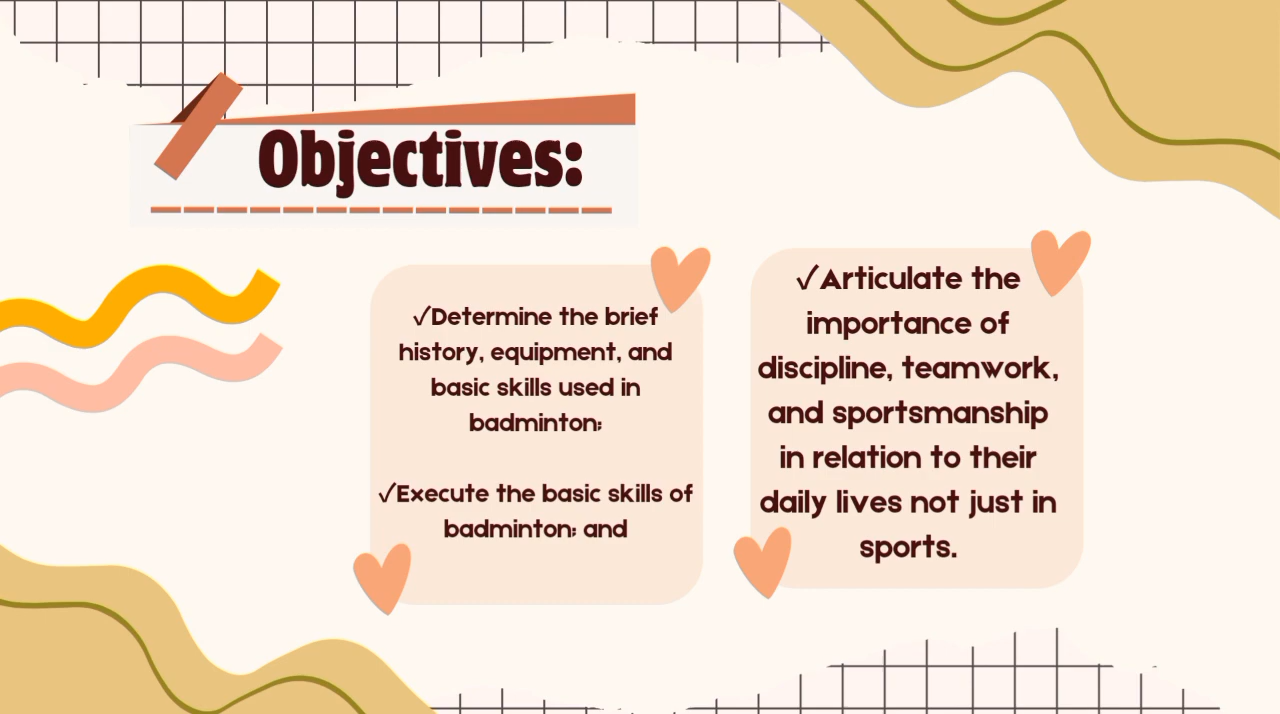 Objectives:
✓Determine the brief
history, equipment, and
basic skills used in
badminton;
✓Execute the basic skills of
badminton; and
✓Articulate the
importance of
discipline, teamwork,
and sportsmanship
in relation to their
daily lives not just in
sports.